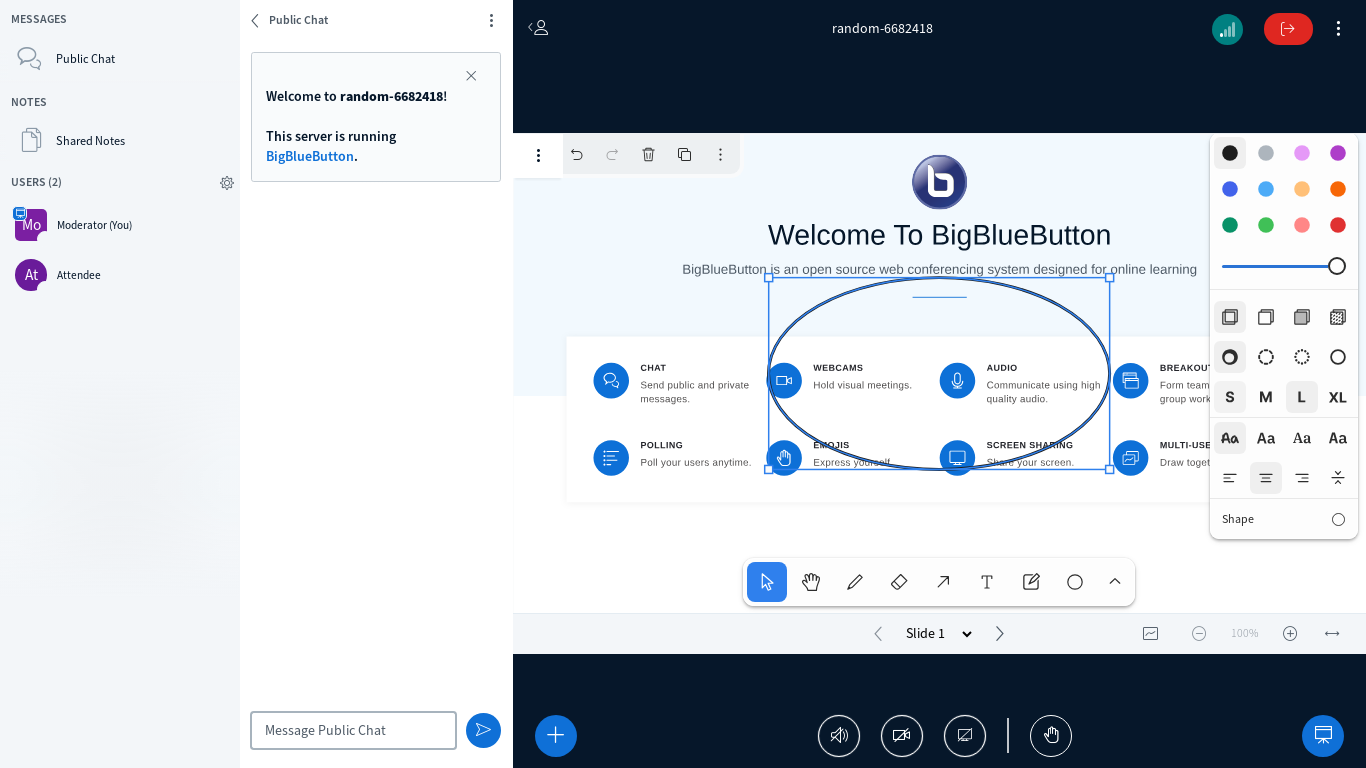 MESSAGES
Public Chat
NOTES
Shared Notes
USERS (2)
Mo
Moderator (You)
At
Attendee
Public Chat
Welcome to random-6682418!
This server is running
BigBlueButton.
Message Public Chat
random-6682418
Welcome To BigBlueButton
BigBlueButton is an open source web conferencing system designed for online learning
CHAT
Send public and private
messages.
WEBCAMS
Hold visual meetings.
AUDIO
Communicate using high
quality audio.
BREAKOU
Form team
group work
POLLING
Poll your users anytime.
EMOJIS
Express yourself.
SCREEN SHARING
Share your screen.
MULTI-USE
Draw toget
S M L XL
Aa Aa Aa Aa
Shape
T
Slide 1
100%